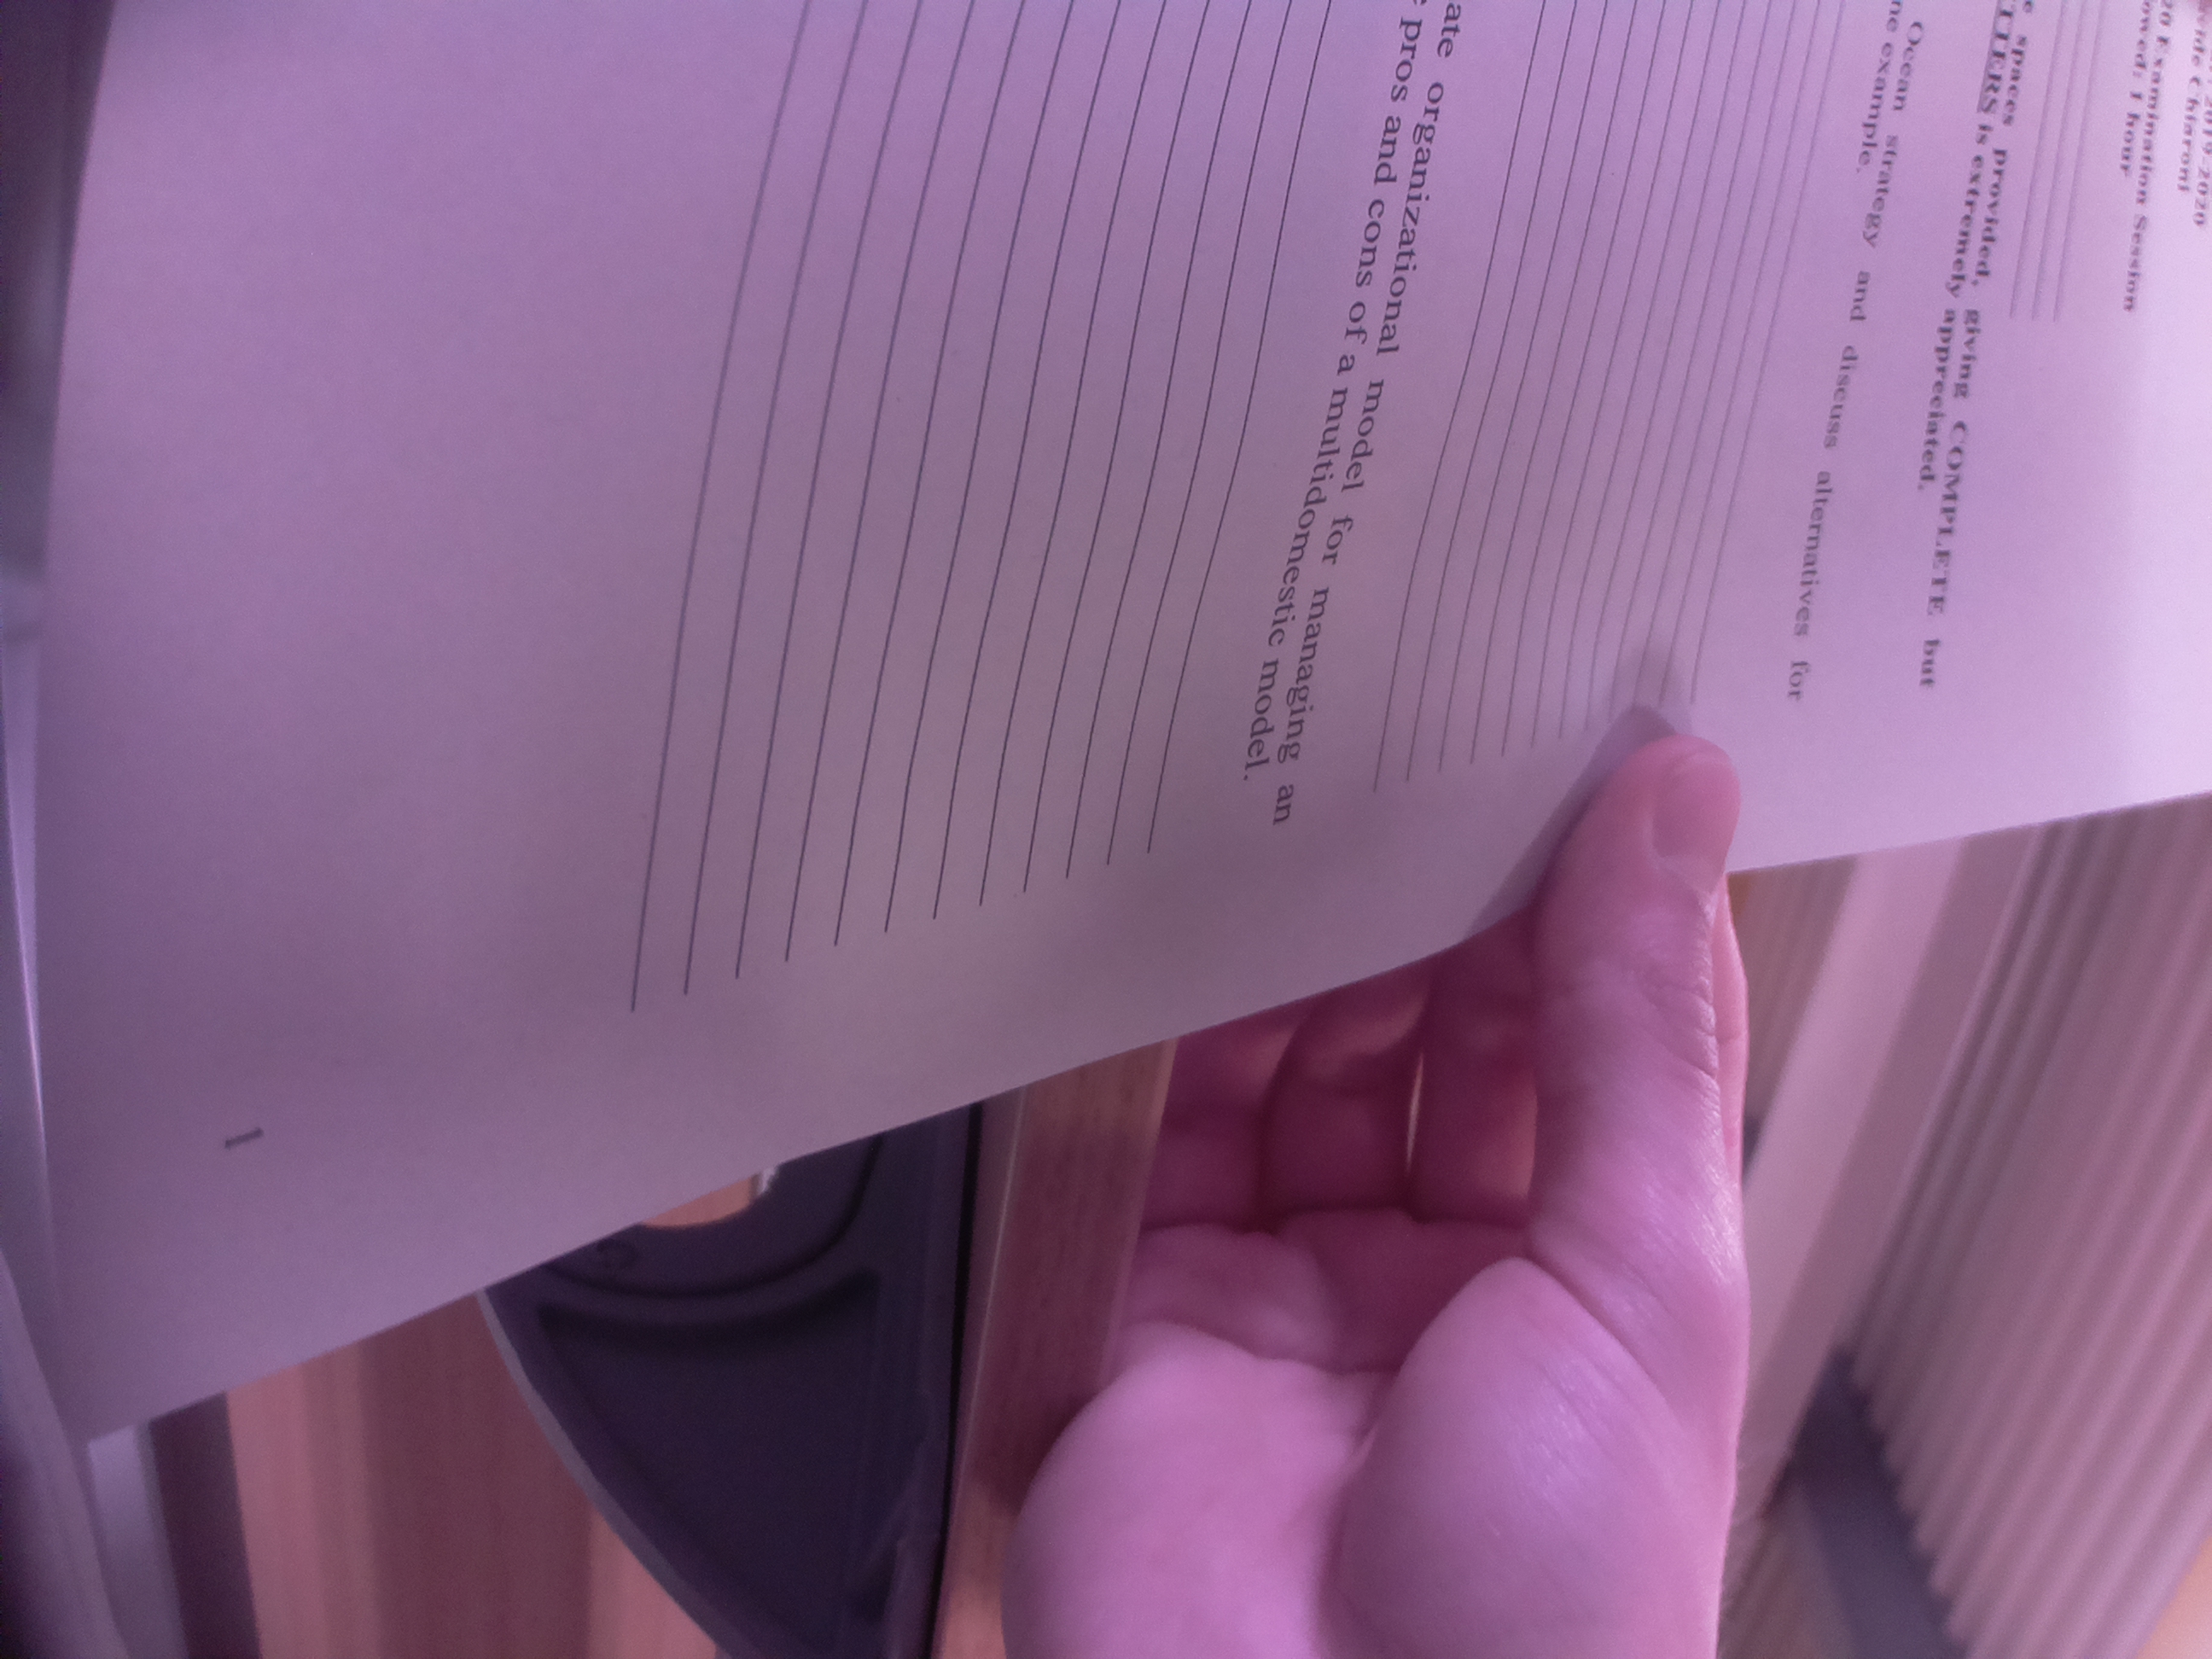 2019-2020
Chiaroni
20 Examination Session
owed: 1 hour
e spaces provided, giving COMPLETE but
TTERS is extremely appreciated.
Ocean strategy and discuss alternatives for
ne example.
ate organizational model for managing an
pros and cons of a multidomestic model.
1